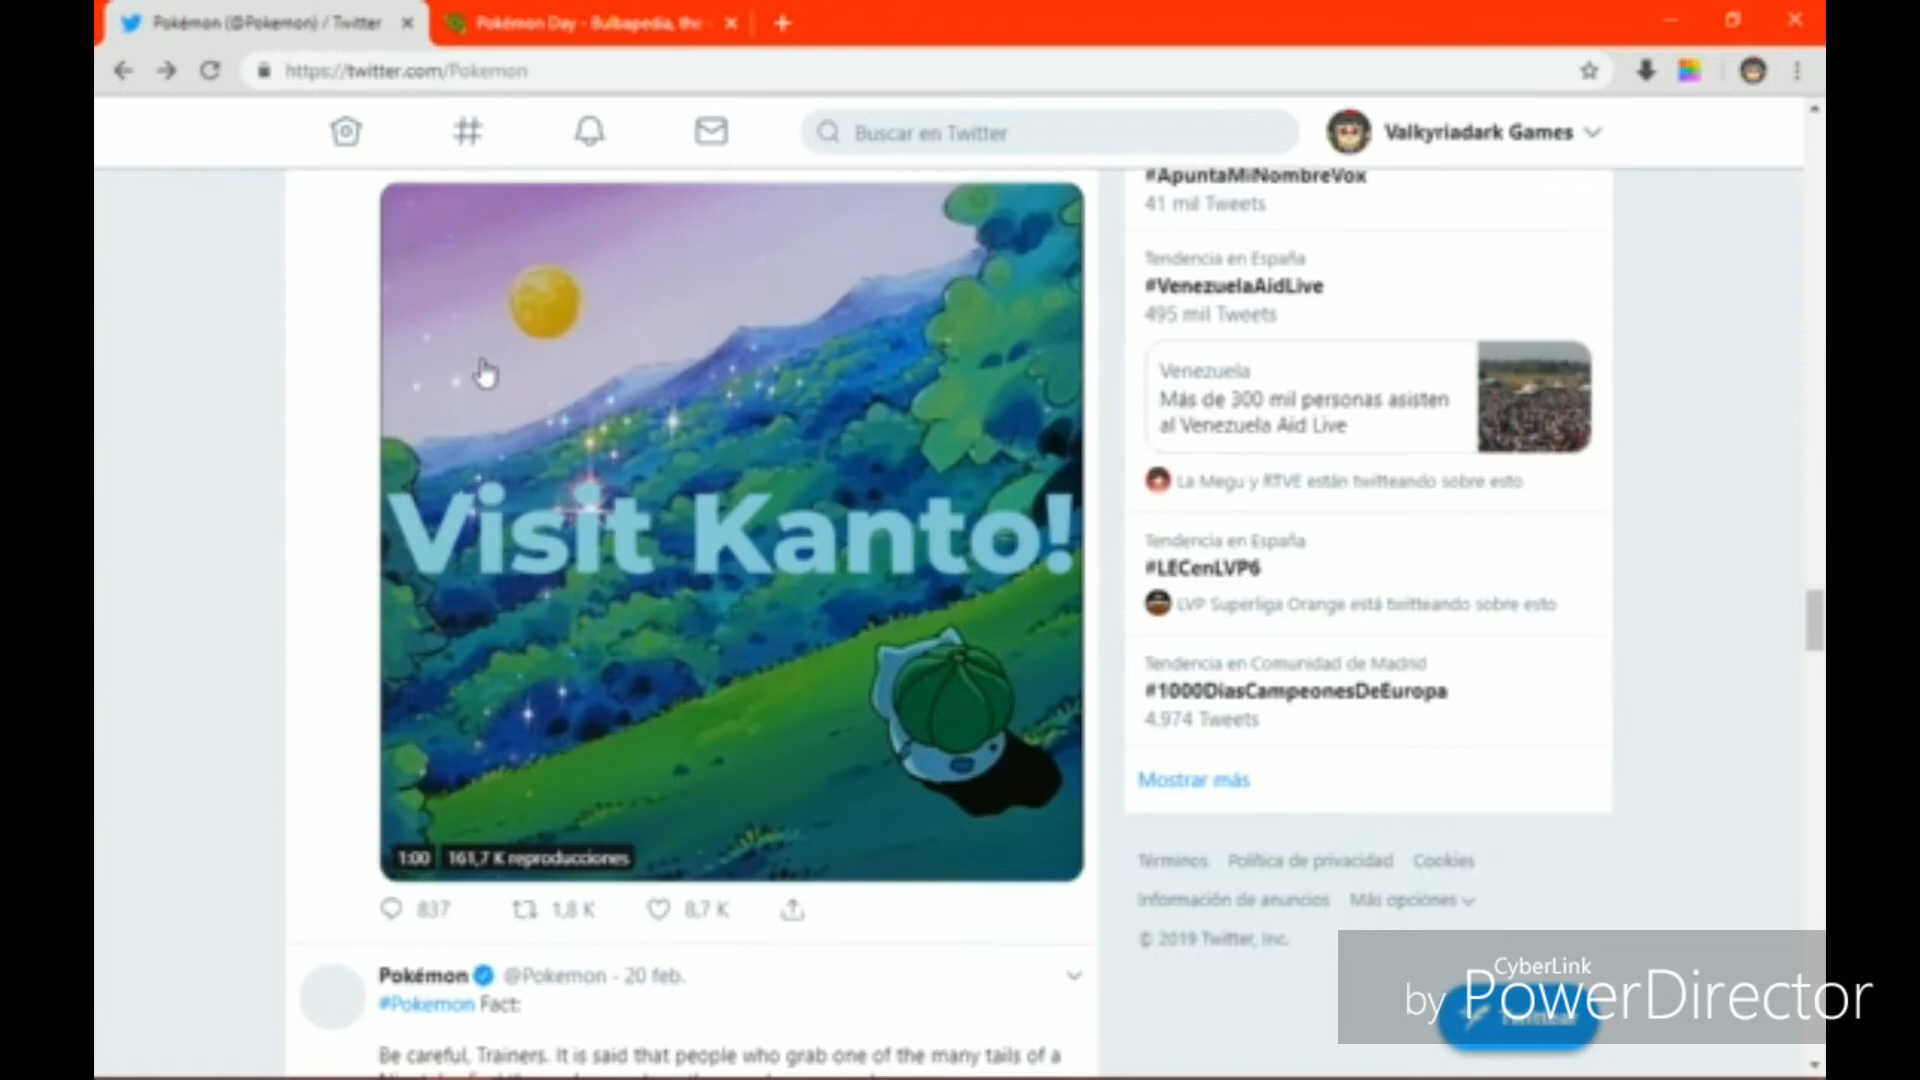 Pokémon (@Pokemon) / Twitter
Pokémon Day - Bulbapedia, the
https://twitter.com/Pokemon
Buscar en Twitter
Valkyriadark Games
#ApuntaMiNombreVox
41 mil Tweets
Tendencia en España
#VenezuelaAidLive
495 mil Tweets
Venezuela
Más de 300 mil personas asisten
al Venezuela Aid Live
La Megu y RTVE están twitteando sobre esto
Tendencia en España
#LECenLVP6
LVP Superliga Orange está twitteando sobre esto
Tendencia en Comunidad de Madrid
#1000DíasCampeonesDeEuropa
4.974 Tweets
Mostrar más
Términos Política de privacidad Cookies
Información de anuncios Más opciones
© 2019 Twitter, Inc.
Visit Kanto!
1:00 161,7 K reproducciones
837 1,8 K 8,7 K
Pokémon @Pokemon - 20 feb.
#Pokemon Fact:
Be careful, Trainers. It is said that people who grab one of the many tails of a
CyberLink
by PowerDirector